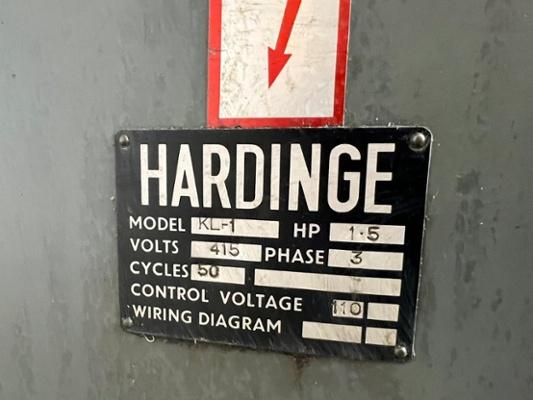 HARDINGE
MODEL KL-1 HP 1·5
VOLTS 415 PHASE 3
CYCLES 50
CONTROL VOLTAGE 110
WIRING DIAGRAM